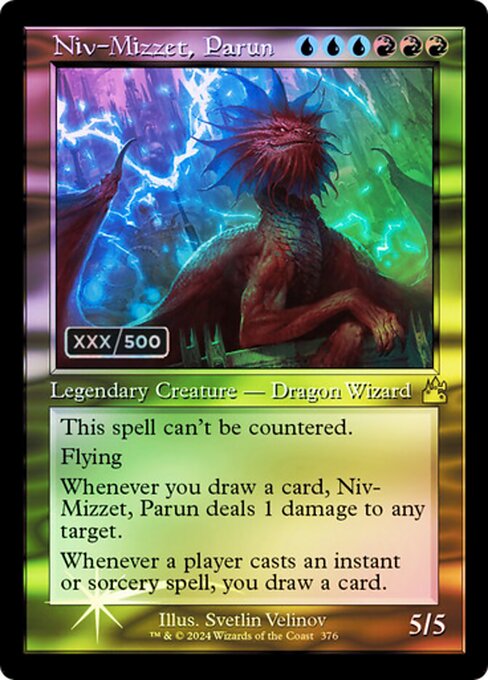 Niv-Mizzet, Parun
XXX/500
Legendary Creature — Dragon Wizard
This spell can't be countered.
Flying
Whenever you draw a card, Niv-
Mizzet, Parun deals 1 damage to any
target.
Whenever a player casts an instant
or sorcery spell, you draw a card.
Illus. Svetlin Velinov
™ & © 2024 Wizards of the Coast 376
5/5